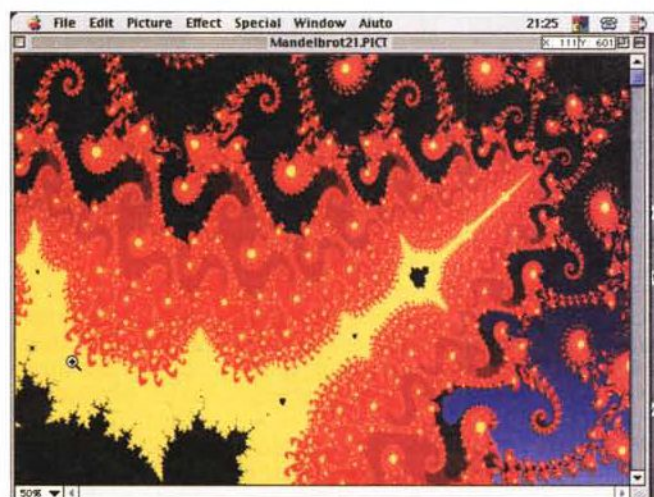 File Edit Picture Effect Special Window Aiuto 21:25
Mandelbrot21.PICT X: 111 Y: 601
50%